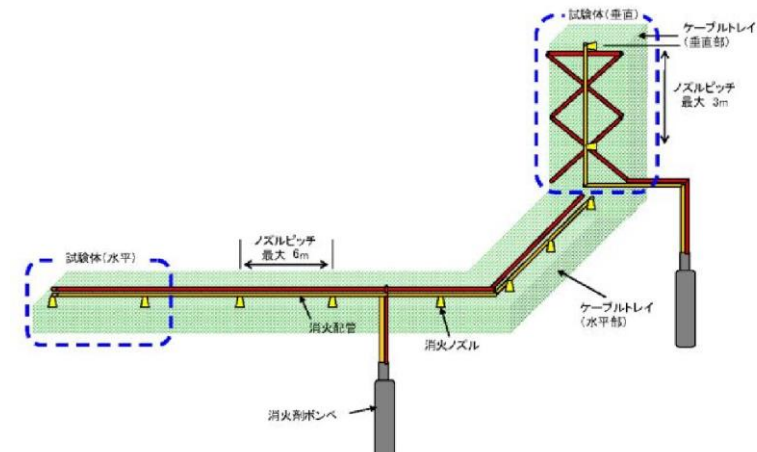 試験体(垂直)
ケーブルトレイ
(垂直部)
ノズルピッチ
最大 3m
試験体(水平)
ノズルピッチ
最大 6m
消火配管
消火ノズル
ケーブルトレイ
(水平部)
消火剤ボンベ